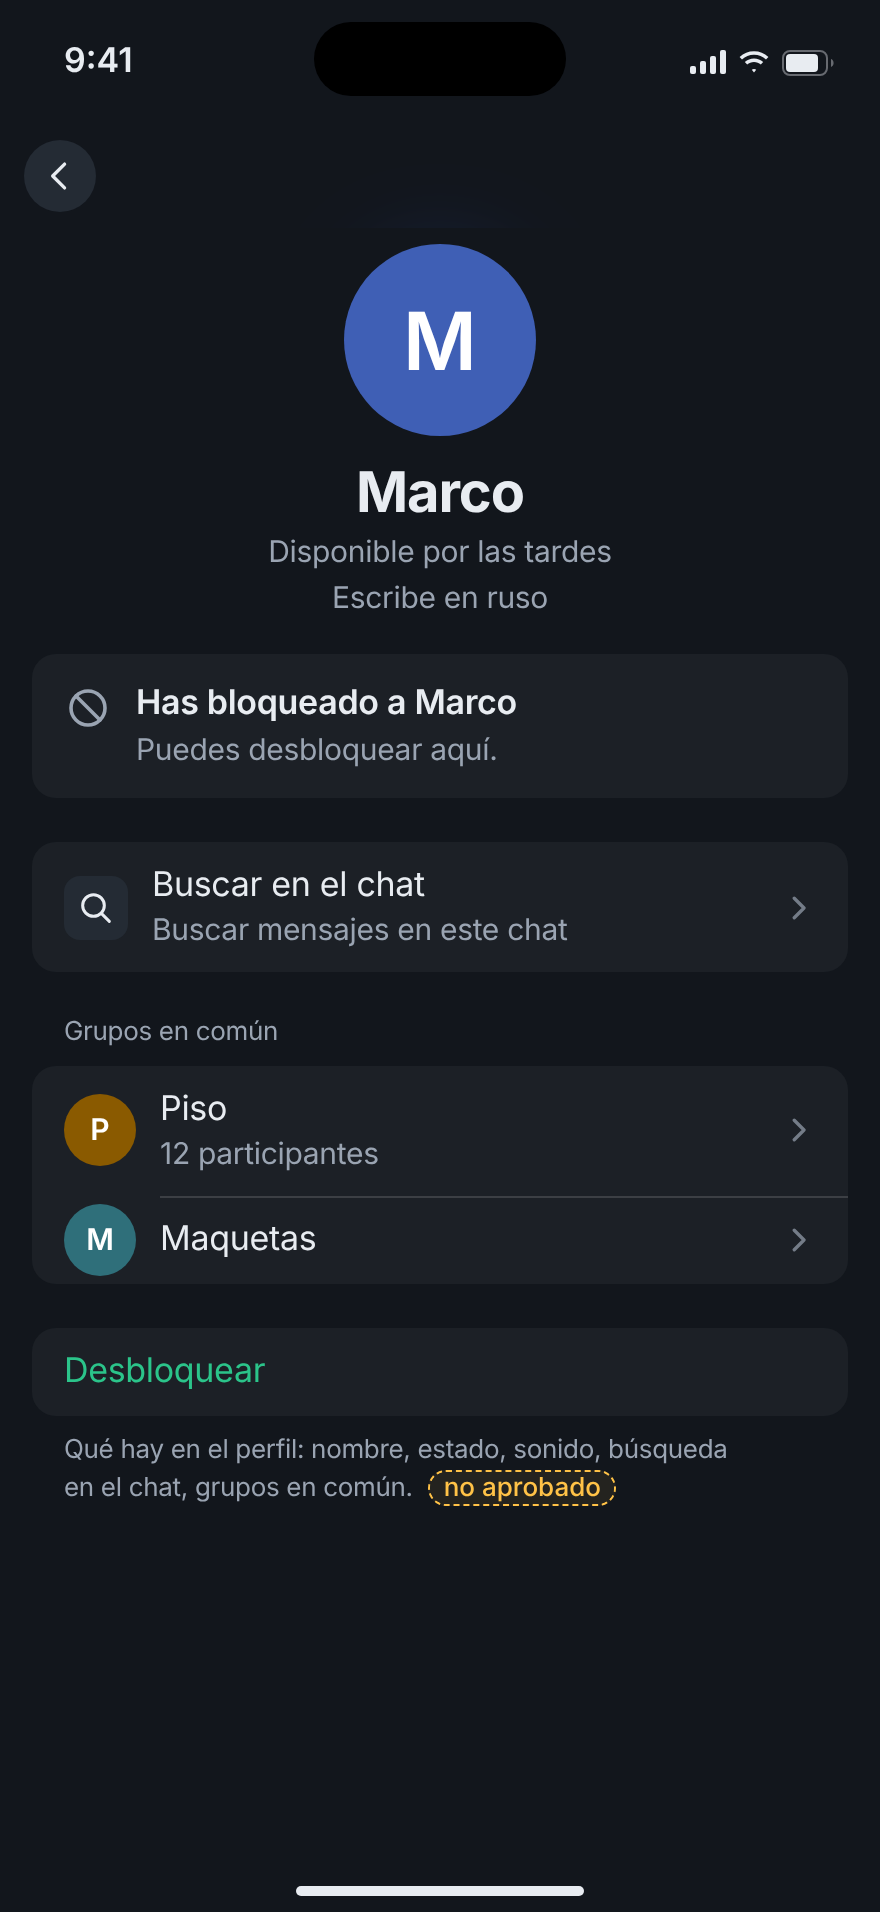 9:41
M
Marco
Disponible por las tardes
Escribe en ruso
Has bloqueado a Marco
Puedes desbloquear aquí.
Buscar en el chat
Buscar mensajes en este chat
Grupos en común
P
Piso
12 participantes
M
Maquetas
Desbloquear
Qué hay en el perfil: nombre, estado, sonido, búsqueda
en el chat, grupos en común. no aprobado